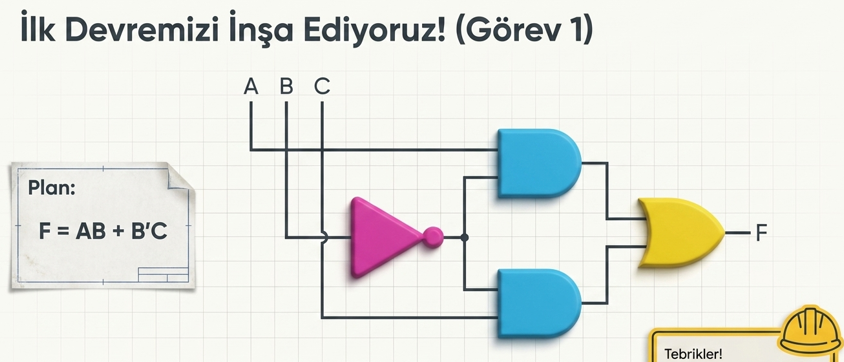 İlk Devremizi İnşa Ediyoruz! (Görev 1)
A B C
Plan:
F = AB + B'C
F
Tebrikler!